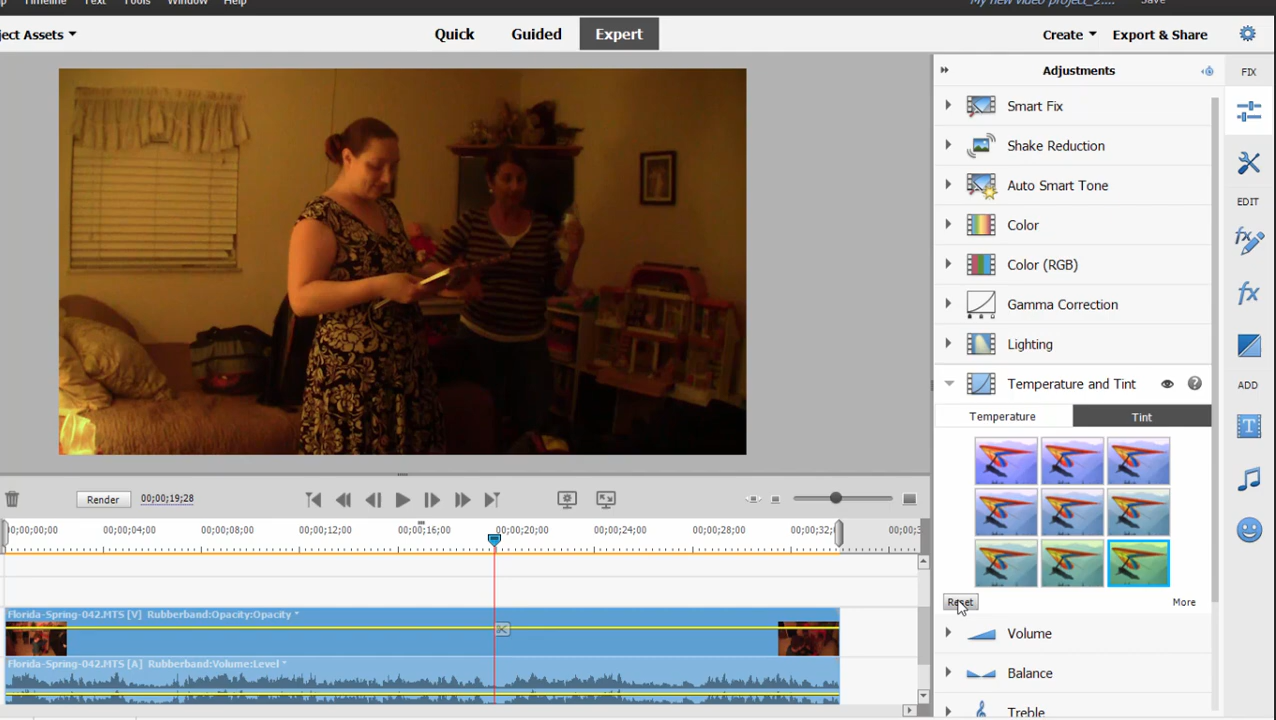 Timeline Text Tools Window Help My new video project_2.... Save
ject Assets Quick Guided Expert Create Export & Share
Adjustments FIX
Smart Fix
Shake Reduction
Auto Smart Tone
EDIT
Color
Color (RGB)
Gamma Correction
Lighting
Temperature and Tint ADD
Temperature Tint
Render 00;00;19;28
00;00;00;00 00;00;04;00 00;00;08;00 00;00;12;00 00;00;16;00 00;00;20;00 00;00;24;00 00;00;28;00 00;00;32;
Reset More
Florida-Spring-042.MTS [V] Rubberband:Opacity:Opacity
Volume
Florida-Spring-042.MTS [A] Rubberband:Volume:Level
Balance
Treble